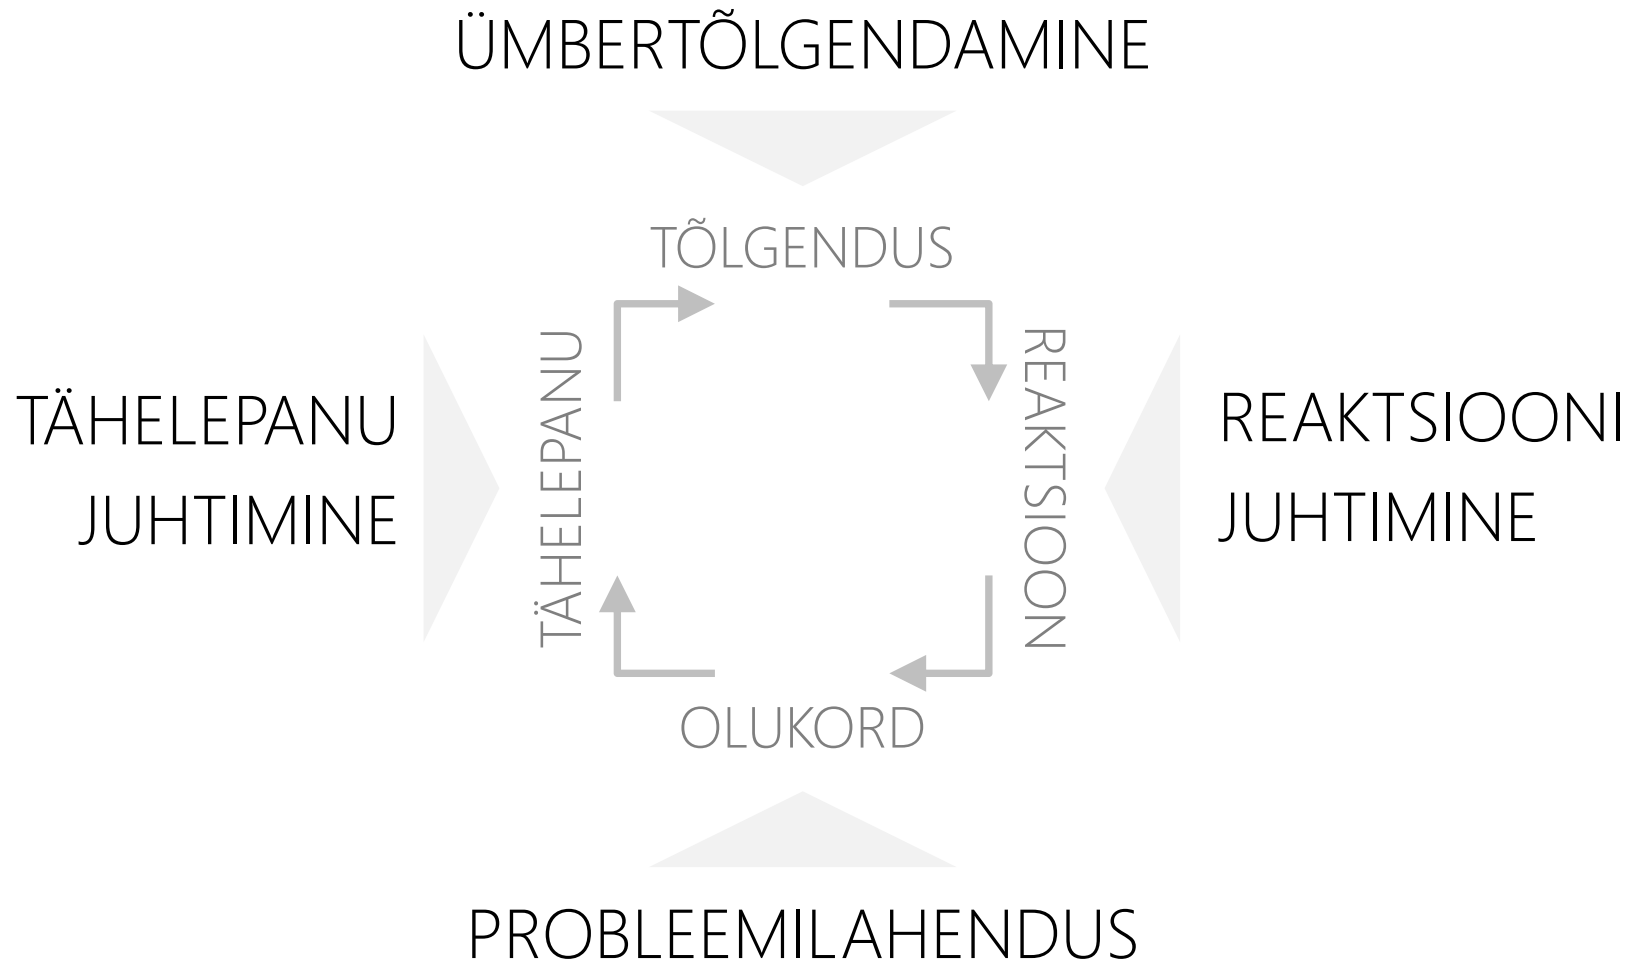 ÜMBERTÕLGENDAMINE
TÕLGENDUS
TÄHELEPANU
JUHTIMINE
TÄHELEPANU
REAKTSIOON
REAKTSIOONI
JUHTIMINE
OLUKORD
PROBLEEMILAHENDUS